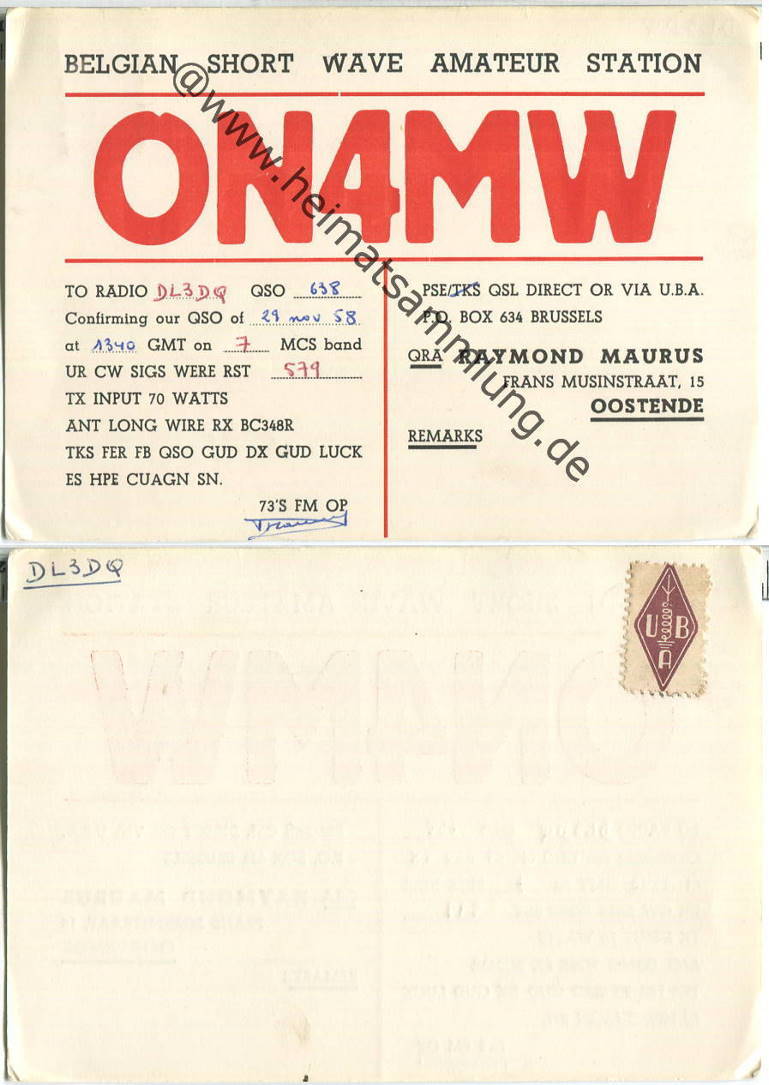 BELGIAN SHORT WAVE AMATEUR STATION
ON4MW
TO RADIO DL3DQ QSO 638
Confirming our QSO of 29 nov 58
at 1340 GMT on 7 MCS band
UR CW SIGS WERE RST 579
TX INPUT 70 WATTS
ANT LONG WIRE RX BC348R
TKS FER FB QSO GUD DX GUD LUCK
ES HPE CUAGN SN.
73'S FM OP
PSE/TKS QSL DIRECT OR VIA U.B.A.
P.O. BOX 634 BRUSSELS
QRA RAYMOND MAURUS
FRANS MUSINSTRAAT, 15
OOSTENDE
REMARKS
@www.heimatsammlung.de
DL3DQ
UBA